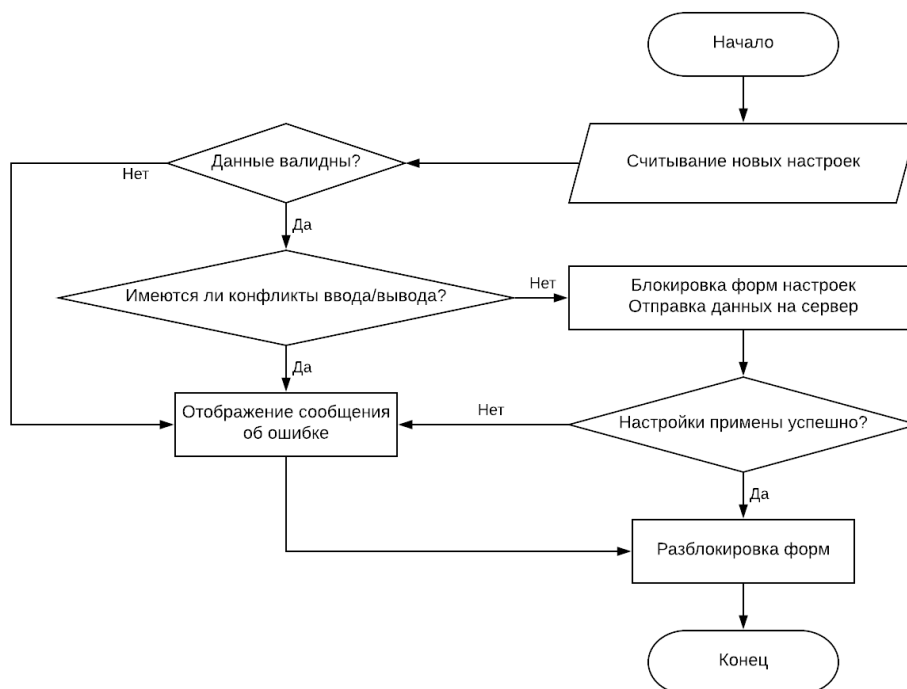 Начало
Считывание новых настроек
Данные валидны?
Нет
Да
Имеются ли конфликты ввода/вывода?
Нет
Блокировка форм настроек
Отправка данных на сервер
Да
Отображение сообщения
об ошибке
Нет
Настройки примены успешно?
Да
Разблокировка форм
Конец